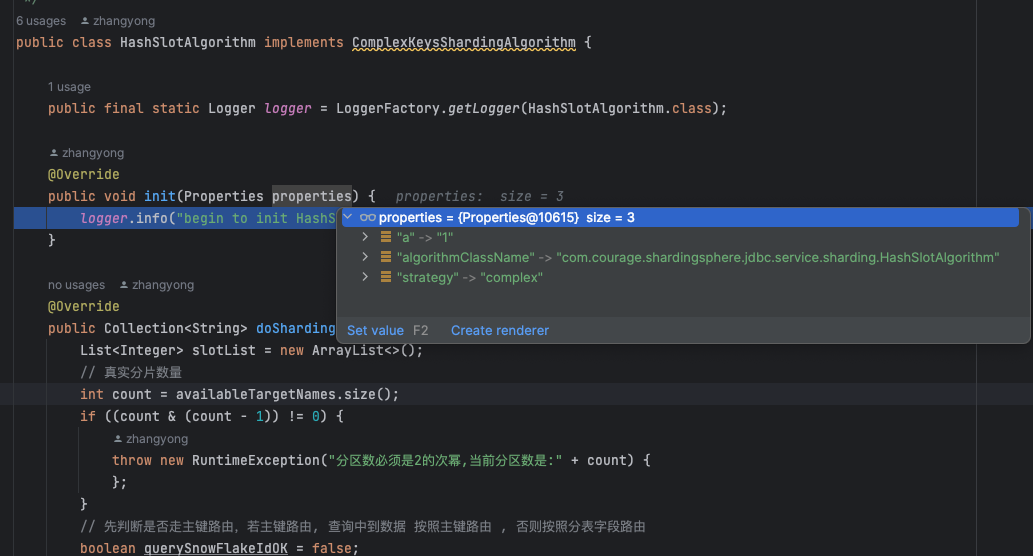 */
6 usages zhangyong
public class HashSlotAlgorithm implements ComplexKeysShardingAlgorithm {
1 usage
public final static Logger logger = LoggerFactory.getLogger(HashSlotAlgorithm.class);
zhangyong
@Override
public void init(Properties properties) { properties: size = 3
logger.info("begin to init HashS
properties = {Properties@10615} size = 3
"a" -> "1"
}
"algorithmClassName" -> "com.courage.shardingsphere.jdbc.service.sharding.HashSlotAlgorithm"
"strategy" -> "complex"
no usages zhangyong
@Override
public Collection<String> doSharding
Set value F2 Create renderer
List<Integer> slotList = new ArrayList<>();
// 真实分片数量
int count = availableTargetNames.size();
if ((count & (count - 1)) != 0) {
zhangyong
throw new RuntimeException("分区数必须是2的次幂,当前分区数是:" + count) {
};
}
// 先判断是否走主键路由, 若主键路由, 查询中到数据 按照主键路由 , 否则按照分表字段路由
boolean querySnowFlakeIdOK = false;